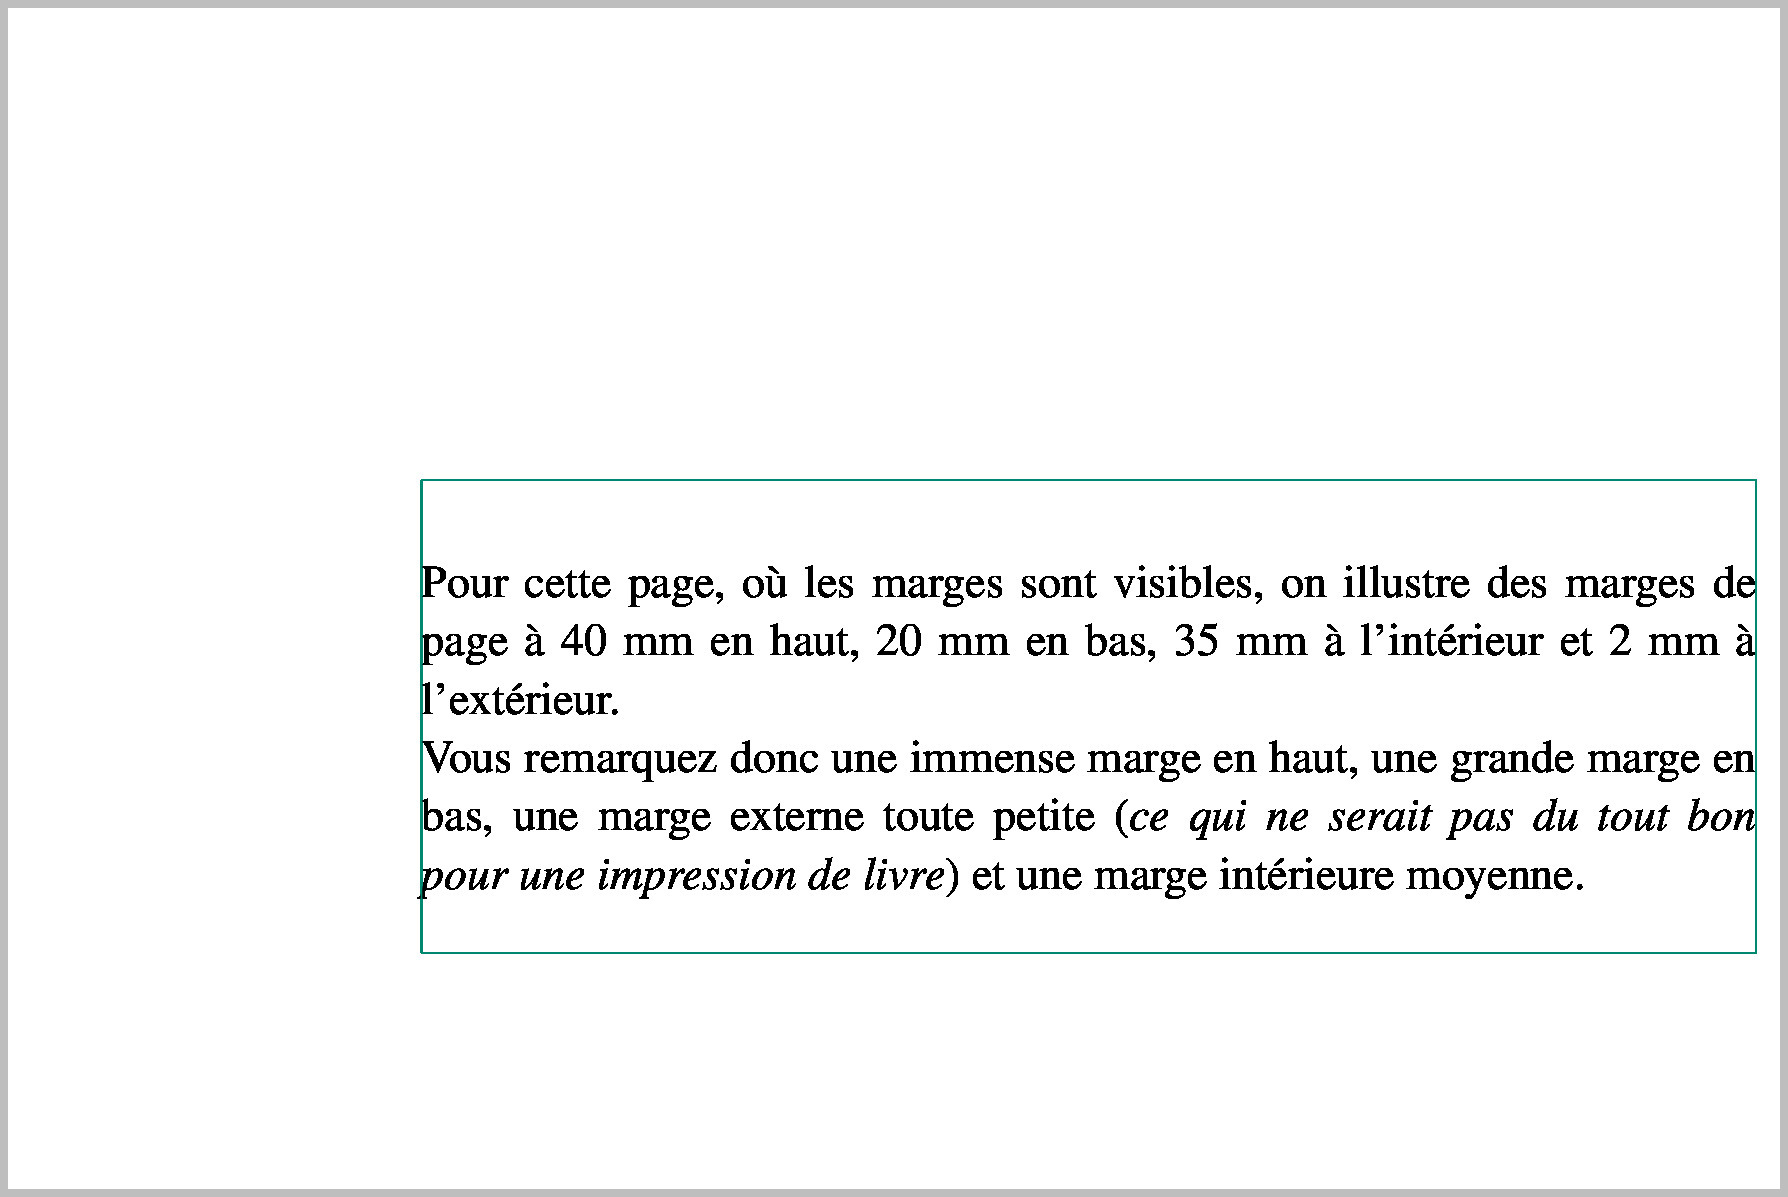 Pour cette page, où les marges sont visibles, on illustre des marges de
page à 40 mm en haut, 20 mm en bas, 35 mm à l’intérieur et 2 mm à
l’extérieur.
Vous remarquez donc une immense marge en haut, une grande marge en
bas, une marge externe toute petite (ce qui ne serait pas du tout bon
pour une impression de livre) et une marge intérieure moyenne.